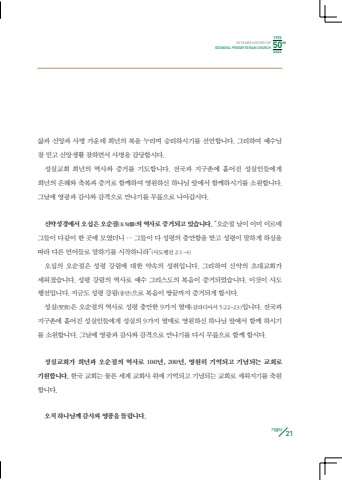 1972
50 YEARS HISTORY OF
SEONGSIL PRESBYTERIAN CHURCH
50th
2022
삶과 신앙과 사명 가운데 희년의 복을 누리며 승리하시기를 선언합니다. 그리하여 예수님
잘 믿고 신앙생활 잘하면서 사명을 감당합시다.
성실교회 희년의 역사와 증거를 기도합니다. 전국과 지구촌에 흩어진 성실인들에게
희년의 은혜와 축복과 증거로 함께하여 영원하신 하나님 앞에서 함께하시기를 소원합니다.
그날에 영광과 감사와 감격으로 만나기를 무릎으로 나아갑시다.
신약성경에서 오십은 오순절의 역사로 증거되고 있습니다. “오순절 날이 이미 이르매
그들이 다같이 한 곳에 모였더니 … 그들이 다 성령의 충만함을 받고 성령이 말하게 하심을
따라 다른 언어들로 말하기를 시작하니라”(사도행전 2:1~4)
오십의 오순절은 성령 강림에 대한 약속의 성취입니다. 그리하여 신약의 초대교회가
세워졌습니다. 성령 강림의 역사로 예수 그리스도의 복음이 증거되었습니다. 이것이 사도
행전입니다. 지금도 성령 강림(충만)으로 복음이 땅끝까지 증거되게 합시다.
성실(聖實)은 오순절의 역사로 성령 충만한 9가지 열매(갈라디아서 5:22~23)입니다. 전국과
지구촌에 흩어진 성실인들에게 성실의 9가지 열매로 영원하신 하나님 앞에서 함께 하시기
를 소원합니다. 그날에 영광과 감사와 감격으로 만나기를 다시 무릎으로 함께 합시다.
성실교회가 희년과 오순절의 역사로 100년, 200년, 영원히 기억되고 기념되는 교회로
기원합니다. 한국 교회는 물론 세계 교회사 위에 기억되고 기념되는 교회로 세워지기를 축원
합니다.
오직 하나님께 감사와 영광을 돌립니다.
기념사
21